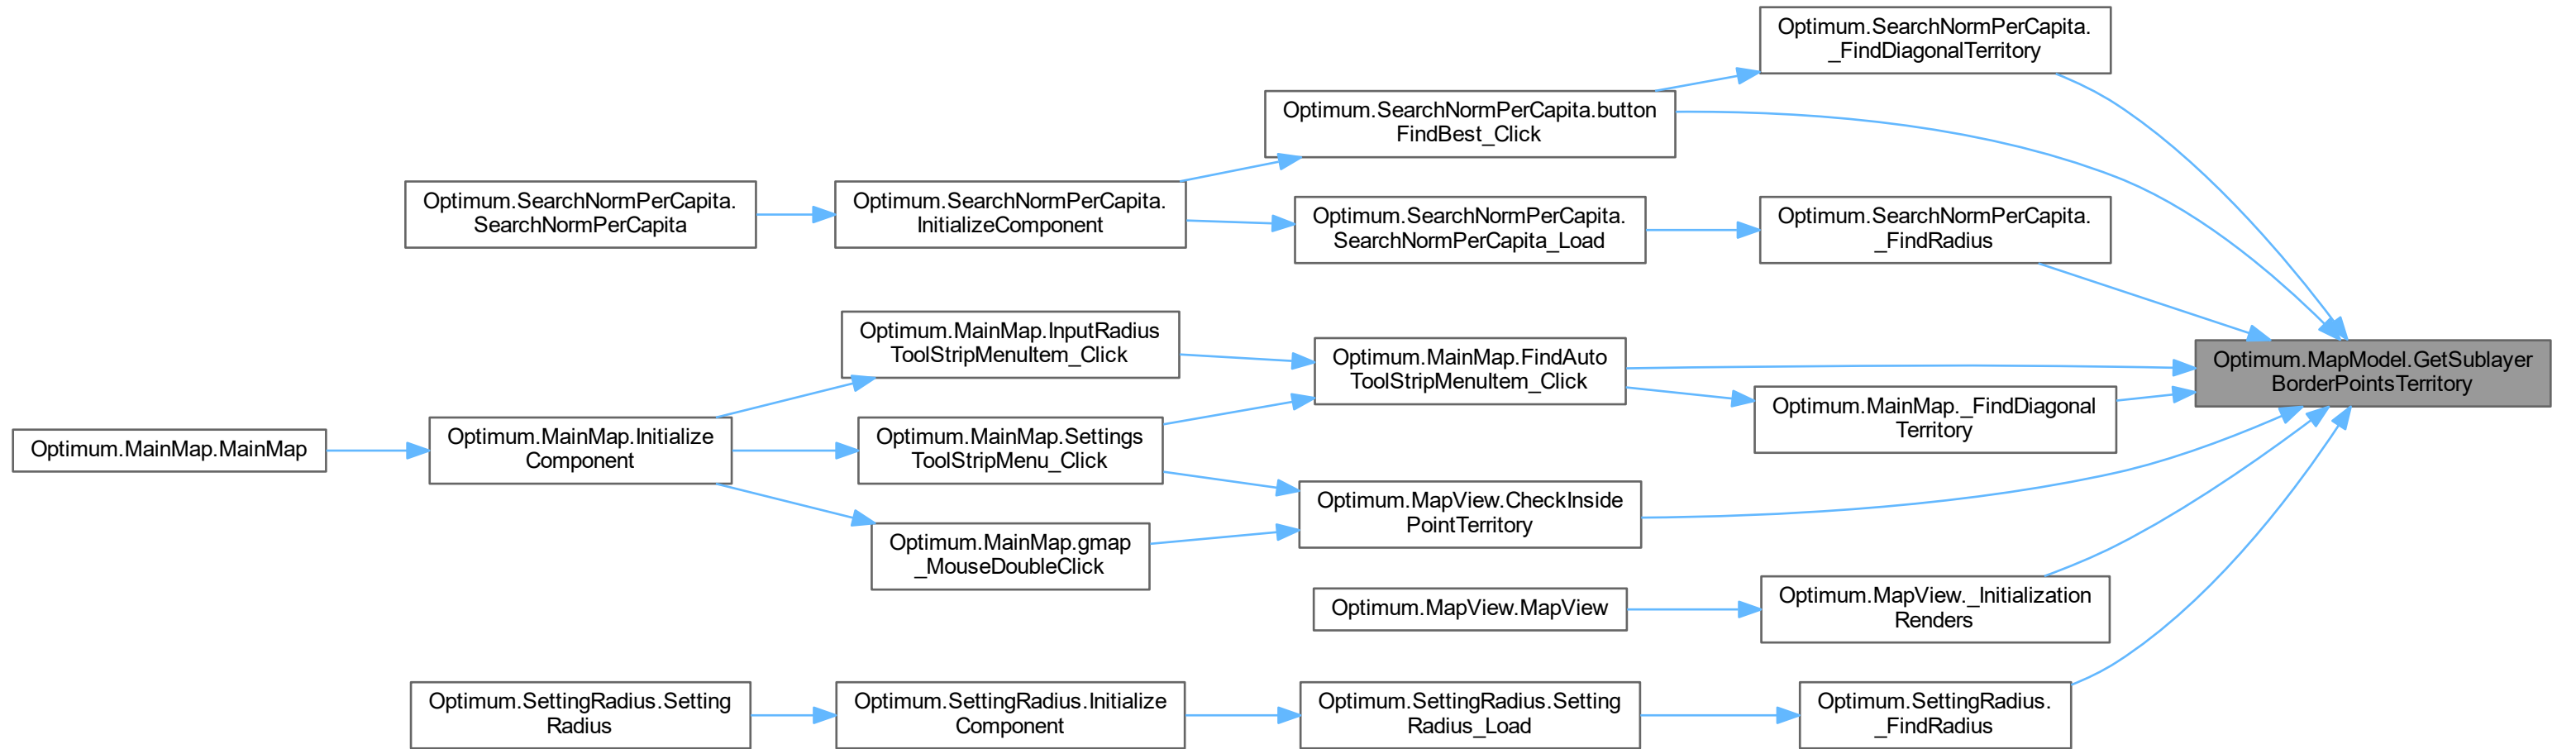 Optimum.SearchNormPerCapita.
_FindDiagonalTerritory
Optimum.SearchNormPerCapita.button
FindBest_Click
Optimum.SearchNormPerCapita.
SearchNormPerCapita
Optimum.SearchNormPerCapita.
InitializeComponent
Optimum.SearchNormPerCapita.
SearchNormPerCapita_Load
Optimum.SearchNormPerCapita.
_FindRadius
Optimum.MainMap.InputRadius
ToolStripMenuItem_Click
Optimum.MainMap.FindAuto
ToolStripMenuItem_Click
Optimum.MapModel.GetSublayer
BorderPointsTerritory
Optimum.MainMap._FindDiagonal
Territory
Optimum.MainMap.MainMap
Optimum.MainMap.Initialize
Component
Optimum.MainMap.Settings
ToolStripMenu_Click
Optimum.MapView.CheckInside
PointTerritory
Optimum.MainMap.gmap
_MouseDoubleClick
Optimum.MapView.MapView
Optimum.MapView._Initialization
Renders
Optimum.SettingRadius.Setting
Radius
Optimum.SettingRadius.Initialize
Component
Optimum.SettingRadius.Setting
Radius_Load
Optimum.SettingRadius.
_FindRadius